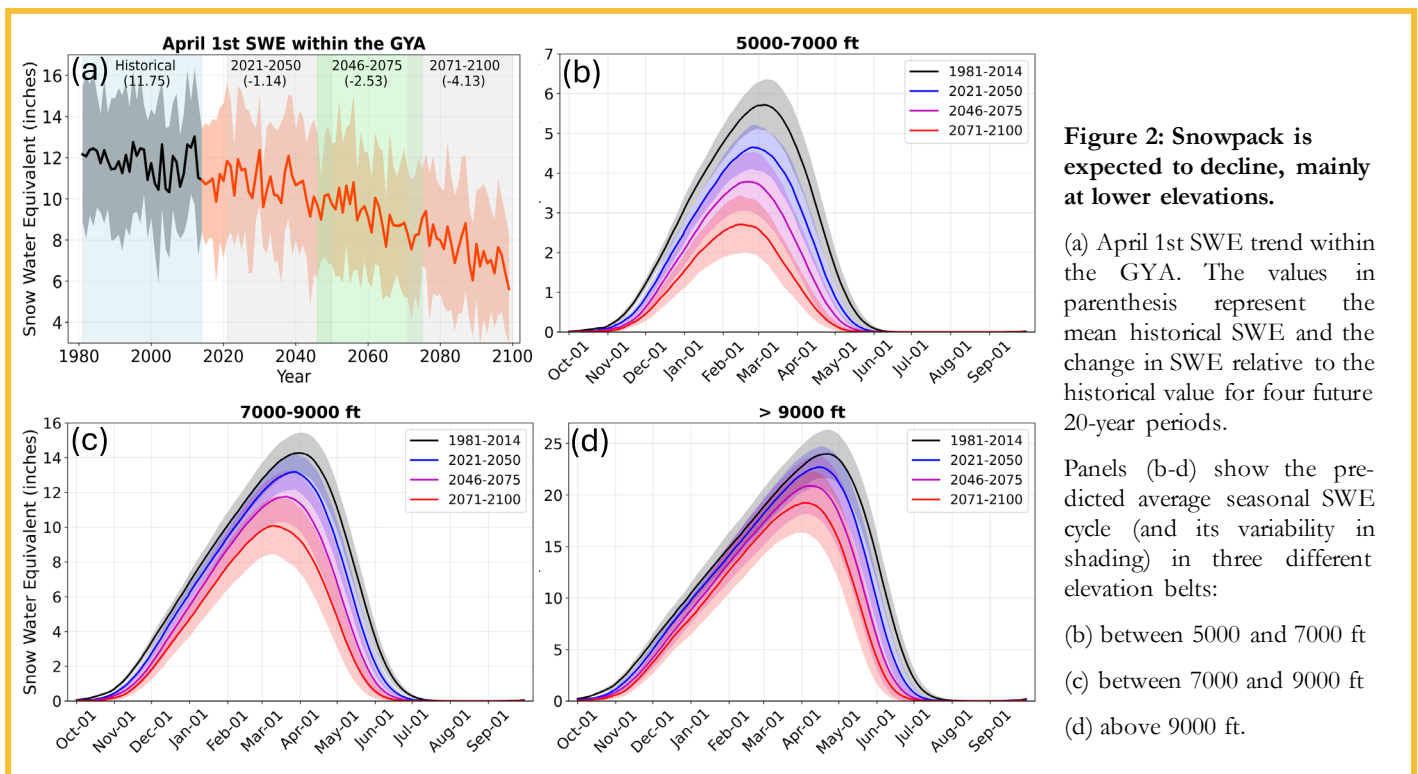 April 1st SWE within the GYA
(a)
Historical
(11.75)
2021-2050
(-1.14)
2046-2075
(-2.53)
2071-2100
(-4.13)
Snow Water Equivalent (inches)
16
14
12
10
8
6
4
1980
2000
2020
2040
2060
2080
2100
Year
5000-7000 ft
(b)
1981-2014
2021-2050
2046-2075
2071-2100
7
6
5
4
3
2
1
0
Oct-01
Nov-01
Dec-01
Jan-01
Feb-01
Mar-01
Apr-01
May-01
Jun-01
Jul-01
Aug-01
Sep-01
7000-9000 ft
(c)
1981-2014
2021-2050
2046-2075
2071-2100
Snow Water Equivalent (inches)
16
14
12
10
8
6
4
2
0
Oct-01
Nov-01
Dec-01
Jan-01
Feb-01
Mar-01
Apr-01
May-01
Jun-01
Jul-01
Aug-01
Sep-01
> 9000 ft
(d)
1981-2014
2021-2050
2046-2075
2071-2100
25
20
15
10
5
0
Oct-01
Nov-01
Dec-01
Jan-01
Feb-01
Mar-01
Apr-01
May-01
Jun-01
Jul-01
Aug-01
Sep-01
Figure 2: Snowpack is
expected to decline, mainly
at lower elevations.
(a) April 1st SWE trend within
the GYA. The values in
parenthesis represent the
mean historical SWE and the
change in SWE relative to the
historical value for four future
20-year periods.
Panels (b-d) show the pre-
dicted average seasonal SWE
cycle (and its variability in
shading) in three different
elevation belts:
(b) between 5000 and 7000 ft
(c) between 7000 and 9000 ft
(d) above 9000 ft.